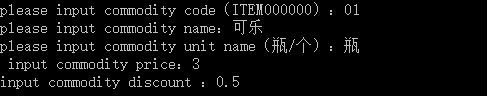 please input commodity code (ITEM000000) : 01
please input commodity name: 可乐
please input commodity unit name (瓶/个) : 瓶
input commodity price: 3
input commodity discount : 0.5